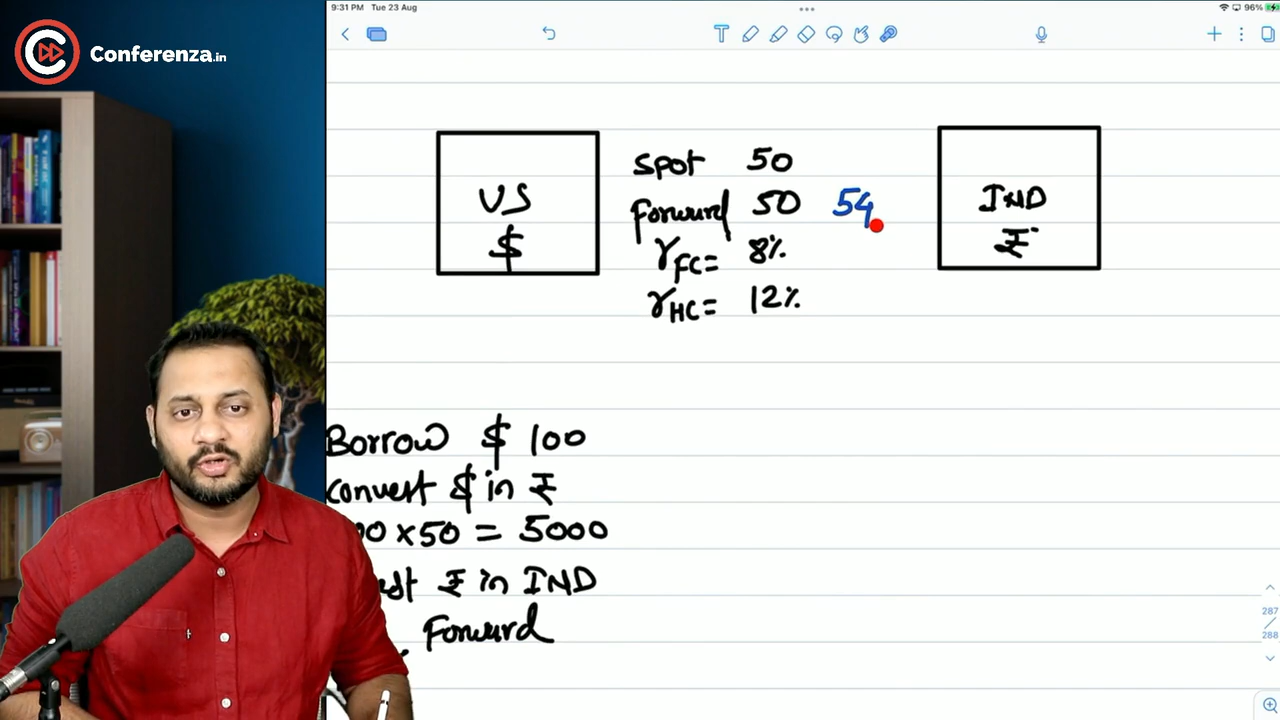 9:31 PM Tue 23 Aug
96%
Conferenza.in
US
$
Spot 50
Forward 50 54
rFC= 8%
rHC= 12%
IND
₹
Borrow $ 100
Convert $ in ₹
00 x 50 = 5000
est ₹ in IND
Forward
287
/
288